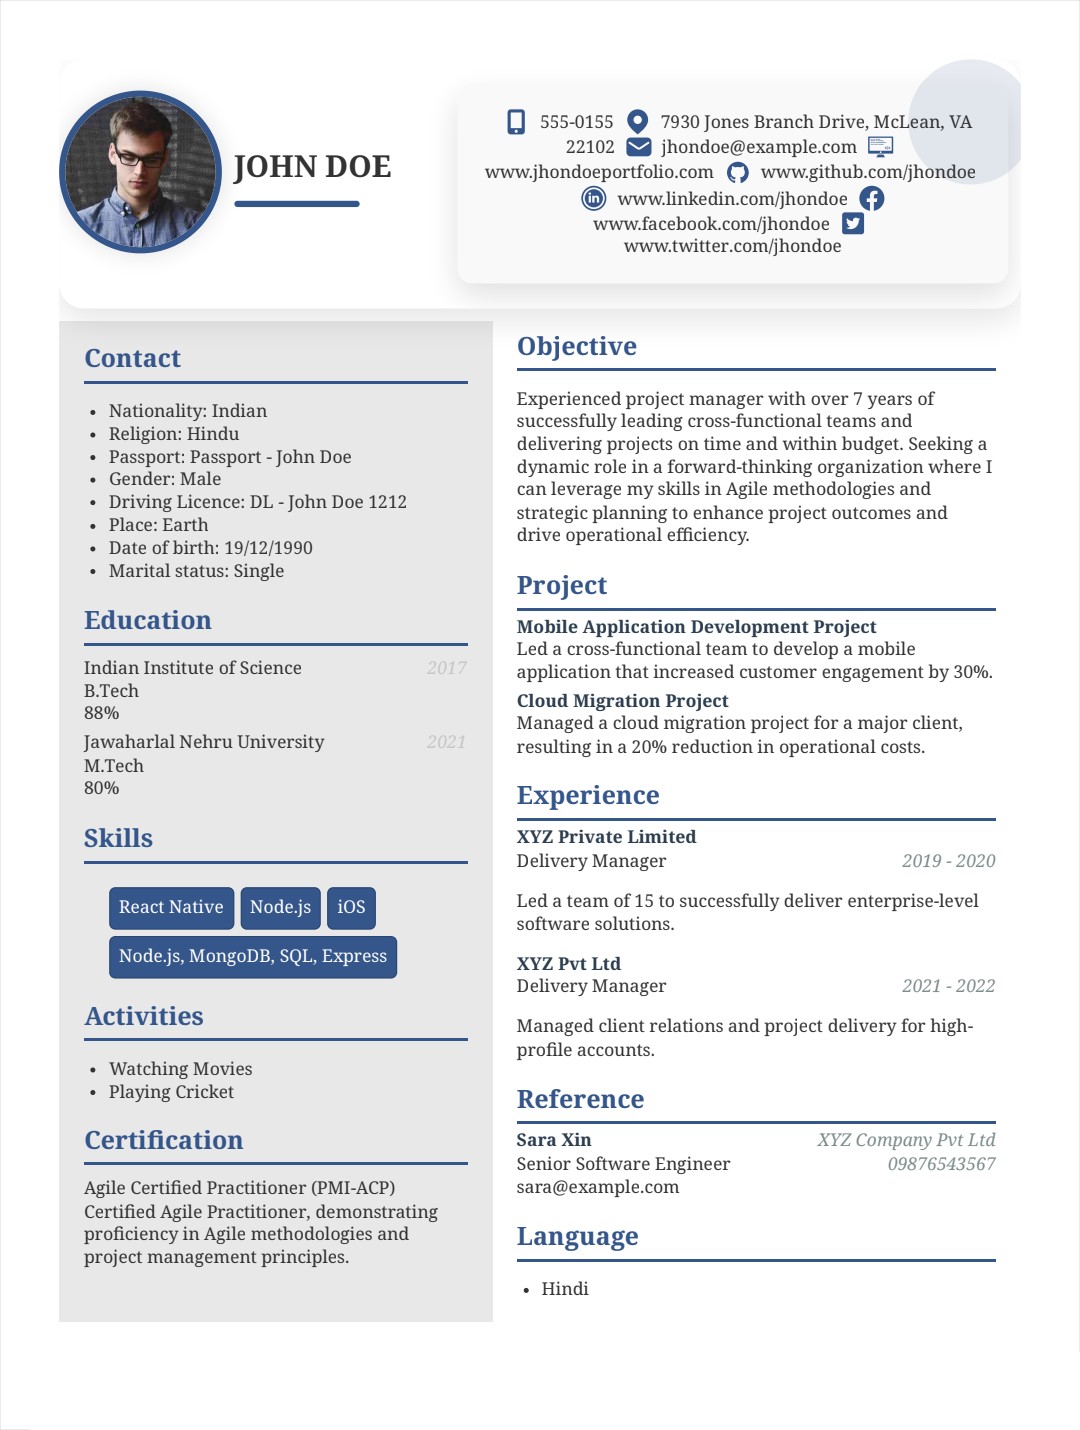 JOHN DOE
555-0155 7930 Jones Branch Drive, McLean, VA
22102 jhondoe@example.com
www.jhondoeportfolio.com www.github.com/jhondoe
www.linkedin.com/jhondoe
www.facebook.com/jhondoe
www.twitter.com/jhondoe
Contact
• Nationality: Indian
• Religion: Hindu
• Passport: Passport - John Doe
• Gender: Male
• Driving Licence: DL - John Doe 1212
• Place: Earth
• Date of birth: 19/12/1990
• Marital status: Single
Education
Indian Institute of Science 2017
B.Tech
88%
Jawaharlal Nehru University 2021
M.Tech
80%
Skills
React Native Node.js iOS
Node.js, MongoDB, SQL, Express
Activities
• Watching Movies
• Playing Cricket
Certification
Agile Certified Practitioner (PMI-ACP)
Certified Agile Practitioner, demonstrating
proficiency in Agile methodologies and
project management principles.
Objective
Experienced project manager with over 7 years of
successfully leading cross-functional teams and
delivering projects on time and within budget. Seeking a
dynamic role in a forward-thinking organization where I
can leverage my skills in Agile methodologies and
strategic planning to enhance project outcomes and
drive operational efficiency.
Project
Mobile Application Development Project
Led a cross-functional team to develop a mobile
application that increased customer engagement by 30%.
Cloud Migration Project
Managed a cloud migration project for a major client,
resulting in a 20% reduction in operational costs.
Experience
XYZ Private Limited
Delivery Manager 2019 - 2020
Led a team of 15 to successfully deliver enterprise-level
software solutions.
XYZ Pvt Ltd
Delivery Manager 2021 - 2022
Managed client relations and project delivery for high-
profile accounts.
Reference
Sara Xin XYZ Company Pvt Ltd
Senior Software Engineer 09876543567
sara@example.com
Language
• Hindi